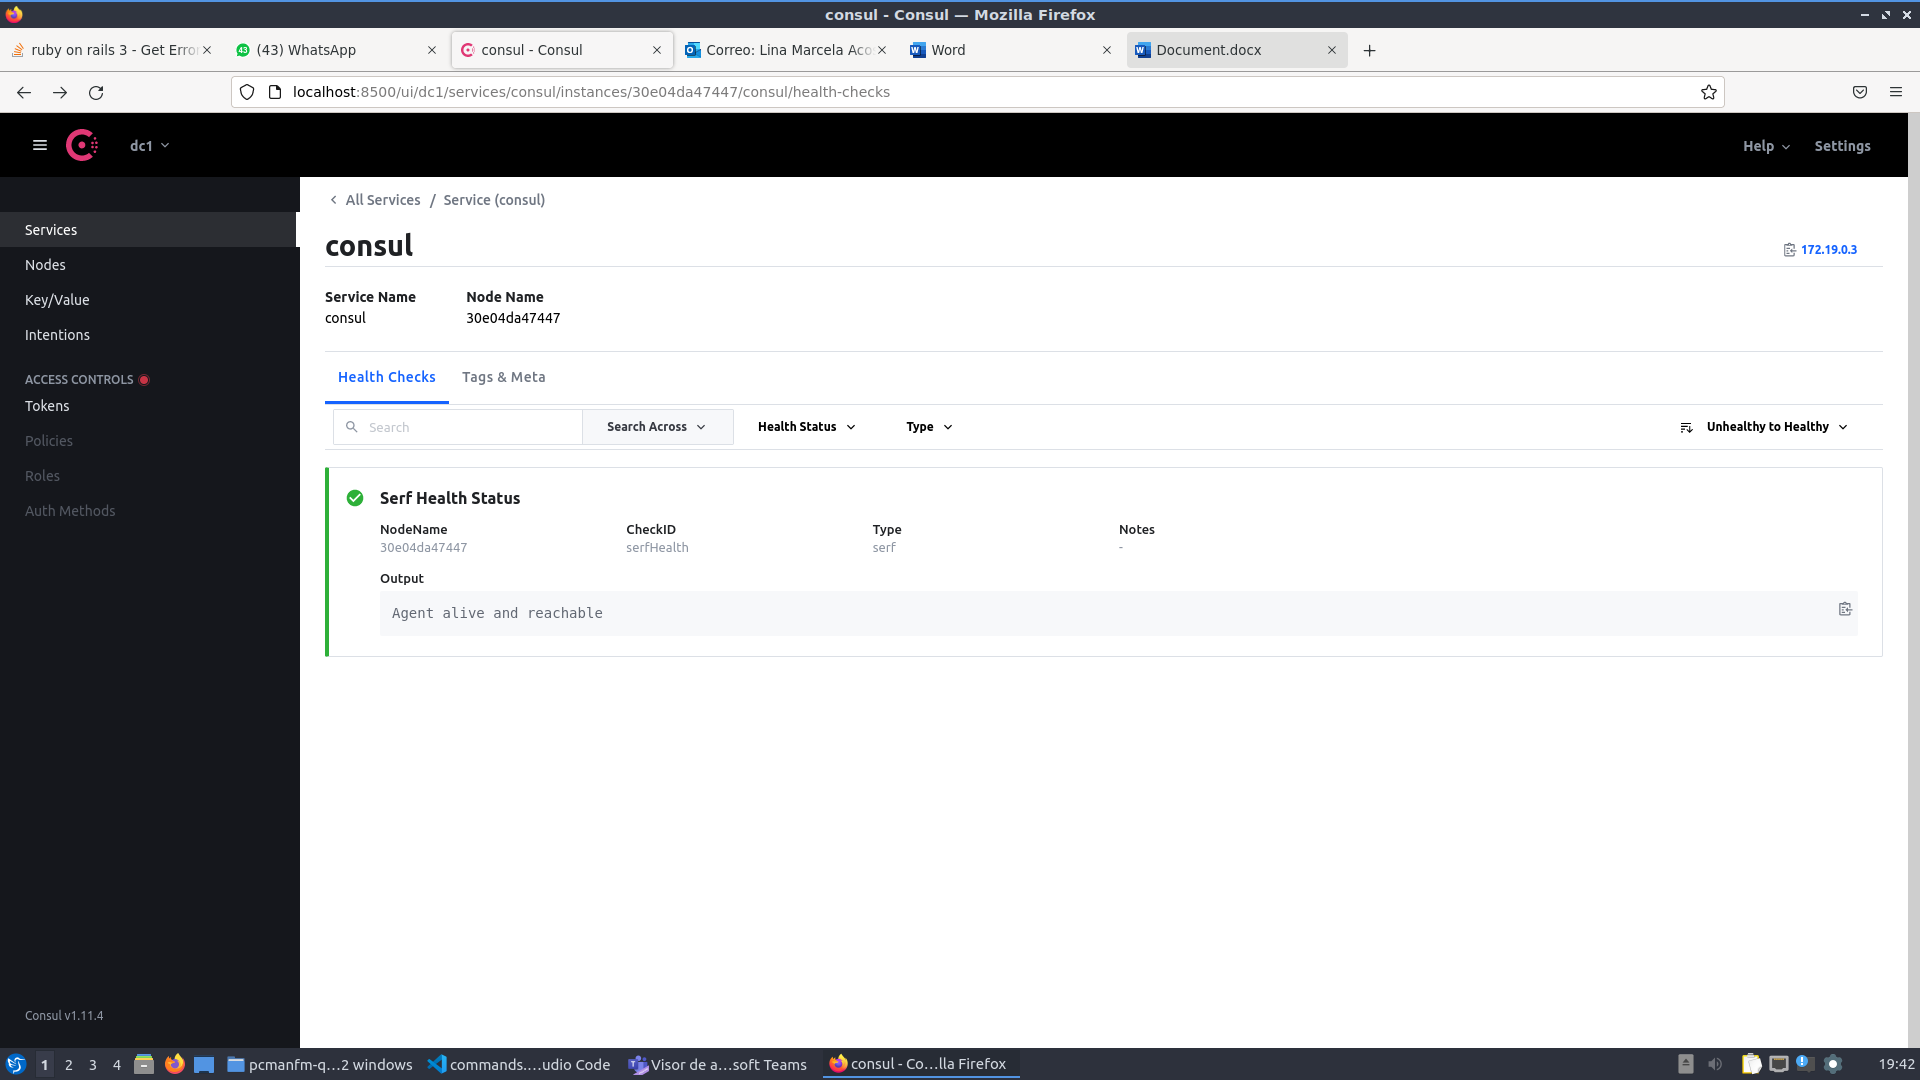 consul - Consul — Mozilla Firefox
ruby on rails 3 - Get Erro
(43) WhatsApp
consul - Consul
Correo: Lina Marcela Aco
Word
Document.docx
localhost:8500/ui/dc1/services/consul/instances/30e04da47447/consul/health-checks
dc1
Help
Settings
Services
Nodes
Key/Value
Intentions
ACCESS CONTROLS
Tokens
Policies
Roles
Auth Methods
Consul v1.11.4
All Services / Service (consul)
consul
172.19.0.3
Service Name
consul
Node Name
30e04da47447
Health Checks
Tags & Meta
Search
Search Across
Health Status
Type
Unhealthy to Healthy
Serf Health Status
NodeName
30e04da47447
CheckID
serfHealth
Type
serf
Notes
-
Output
Agent alive and reachable
1 2 3 4
pcmanfm-q...2 windows
commands....udio Code
Visor de a...soft Teams
consul - Co...lla Firefox
19:42